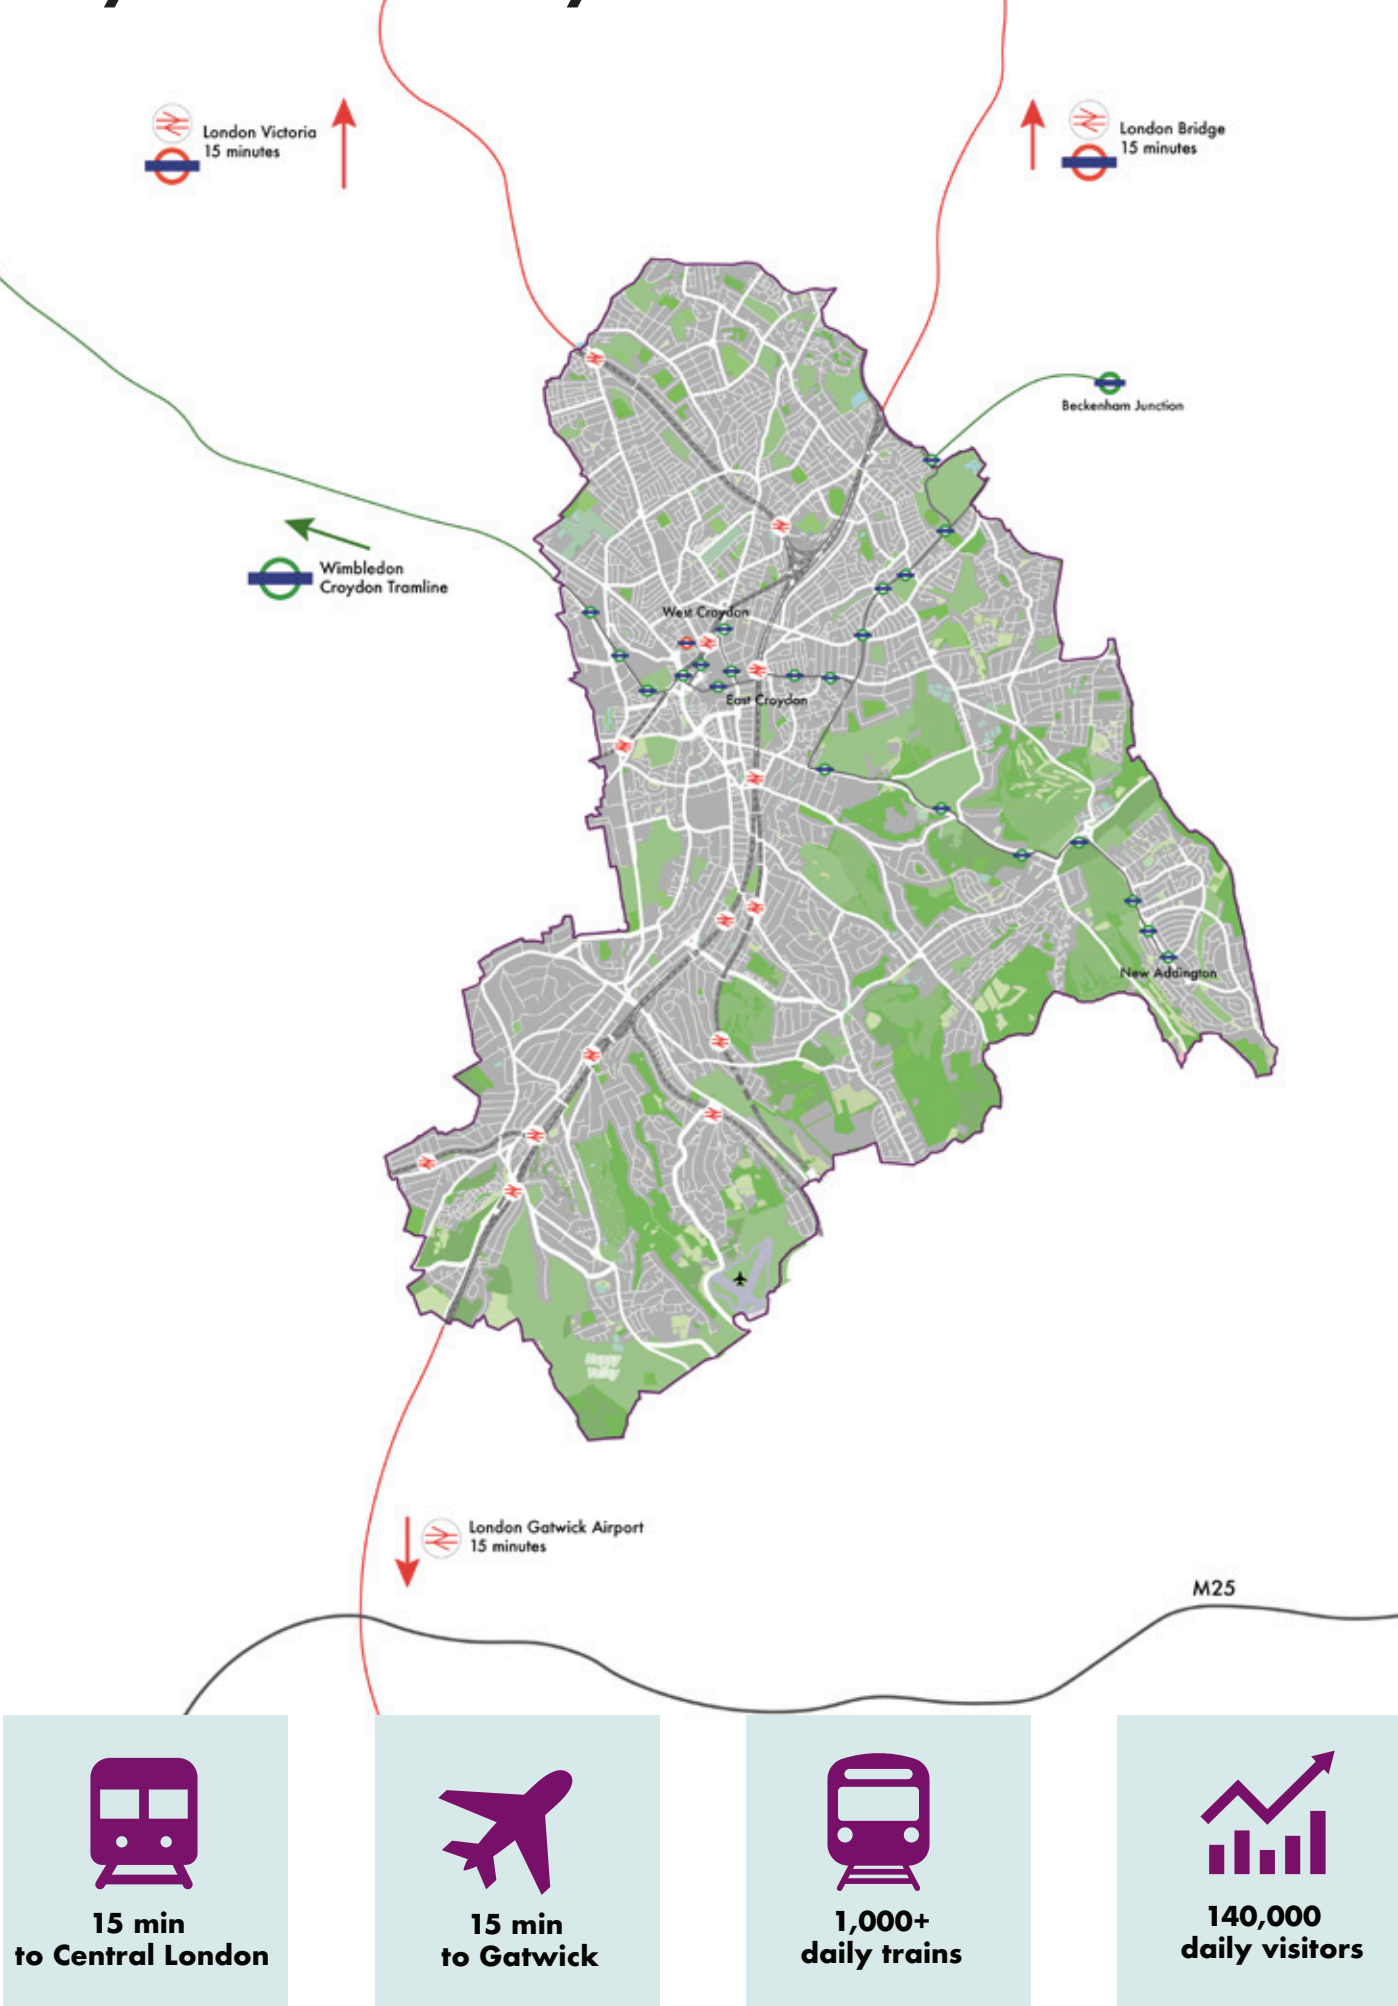 London Victoria
15 minutes
London Bridge
15 minutes
Beckenham Junction
Wimbledon
Croydon Tramline
West Croydon
East Croydon
New Addington
Happy
Valley
London Gatwick Airport
15 minutes
M25
15 min
to Central London
15 min
to Gatwick
1,000+
daily trains
140,000
daily visitors